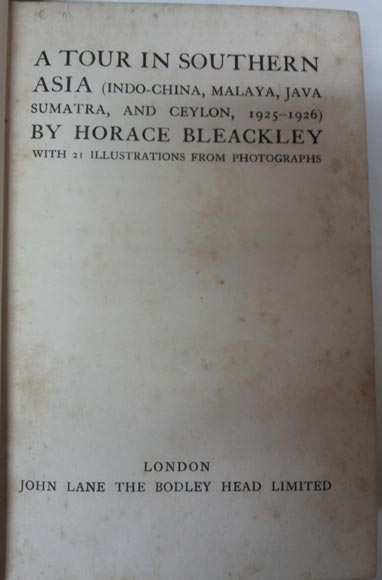 A TOUR IN SOUTHERN
ASIA (INDO-CHINA, MALAYA, JAVA
SUMATRA, AND CEYLON, 1925-1926)
BY HORACE BLEACKLEY
WITH 21 ILLUSTRATIONS FROM PHOTOGRAPHS
LONDON
JOHN LANE THE BODLEY HEAD LIMITED